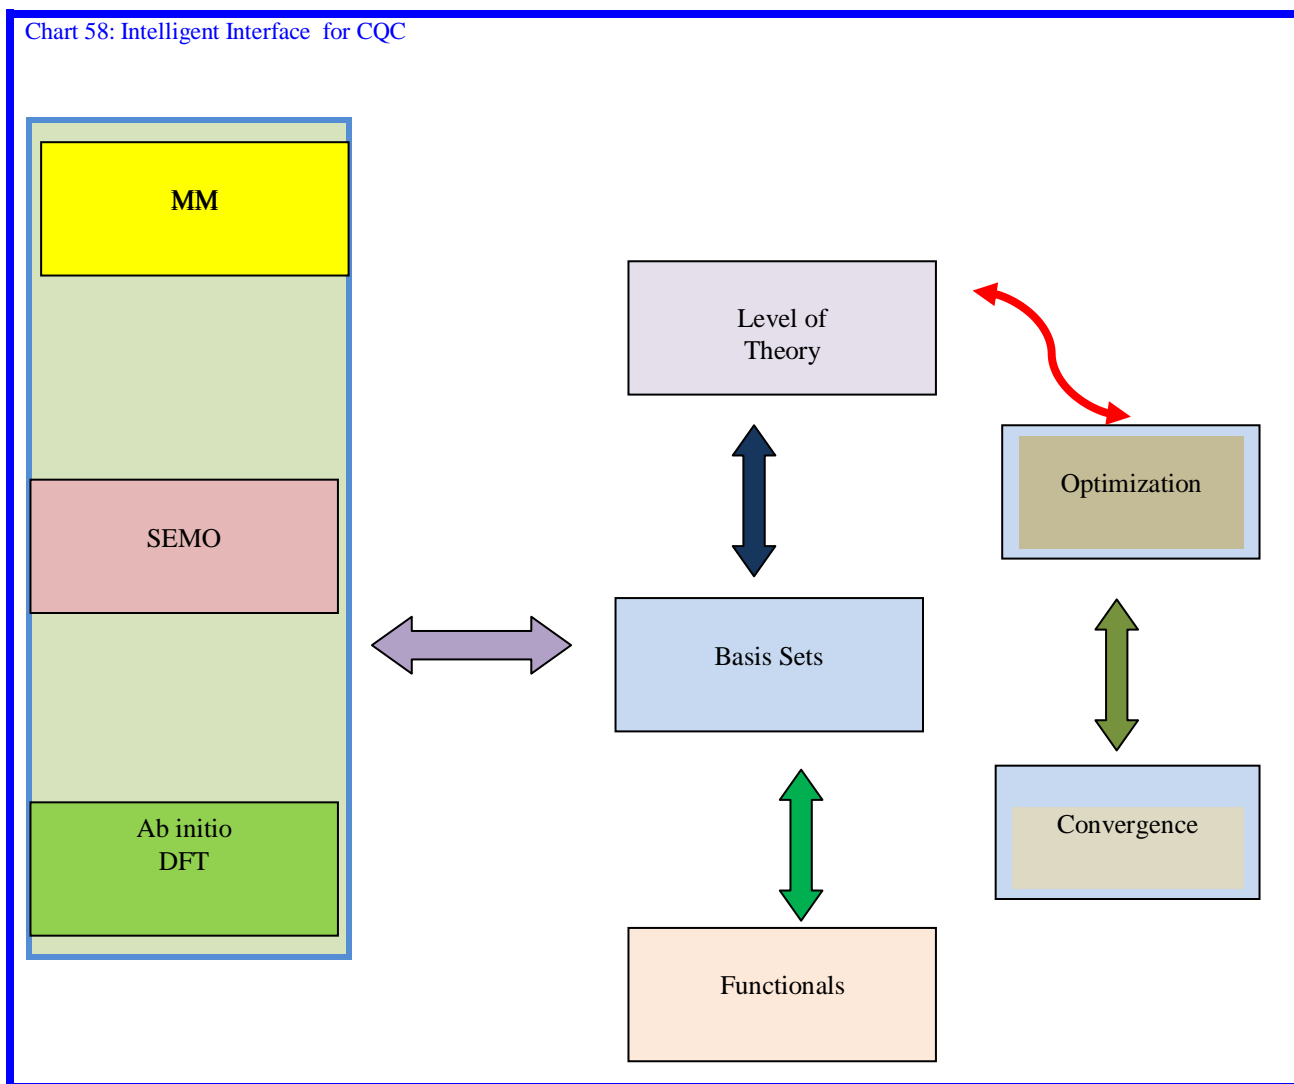 Chart 58: Intelligent Interface for CQC
MM
SEMO
Ab initio
DFT
Level of
Theory
Basis Sets
Functionals
Optimization
Convergence